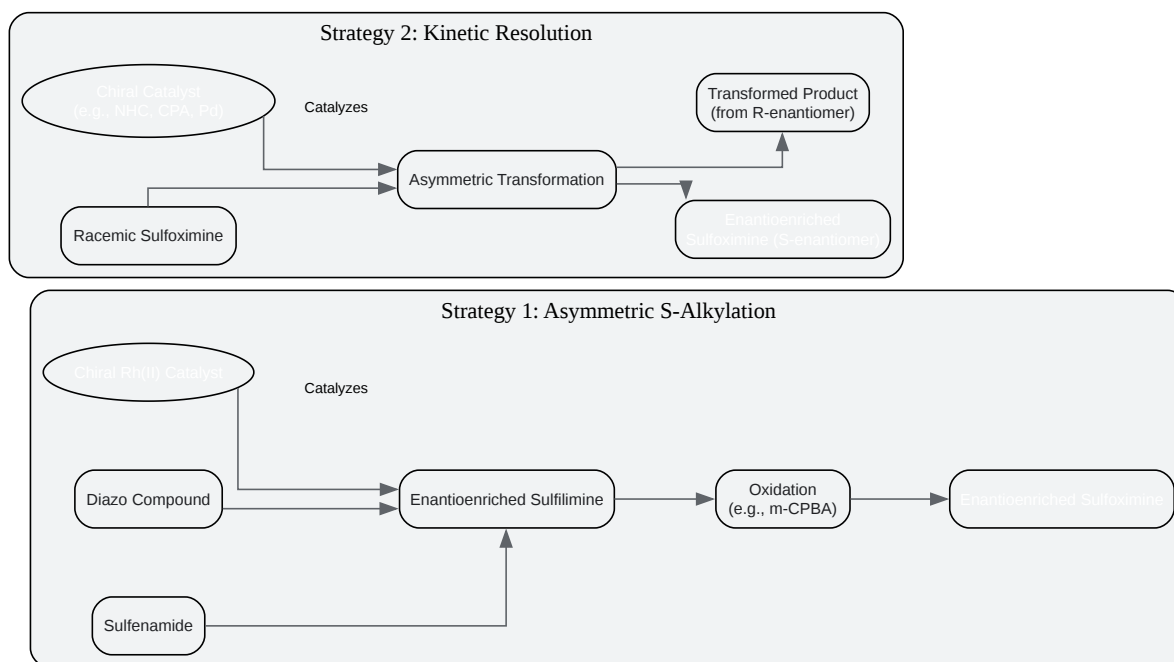 Strategy 2: Kinetic Resolution
Chiral Catalyst
(e.g., NHC, CPA, Pd)
Catalyzes
Transformed Product
(from R-enantiomer)
Asymmetric Transformation
Racemic Sulfoximine
Enantioenriched
Sulfoximine (S-enantiomer)
Strategy 1: Asymmetric S-Alkylation
Chiral Rh(II) Catalyst
Catalyzes
Diazo Compound
Enantioenriched Sulfilimine
Oxidation
(e.g., m-CPBA)
Enantioenriched Sulfoximine
Sulfenamide